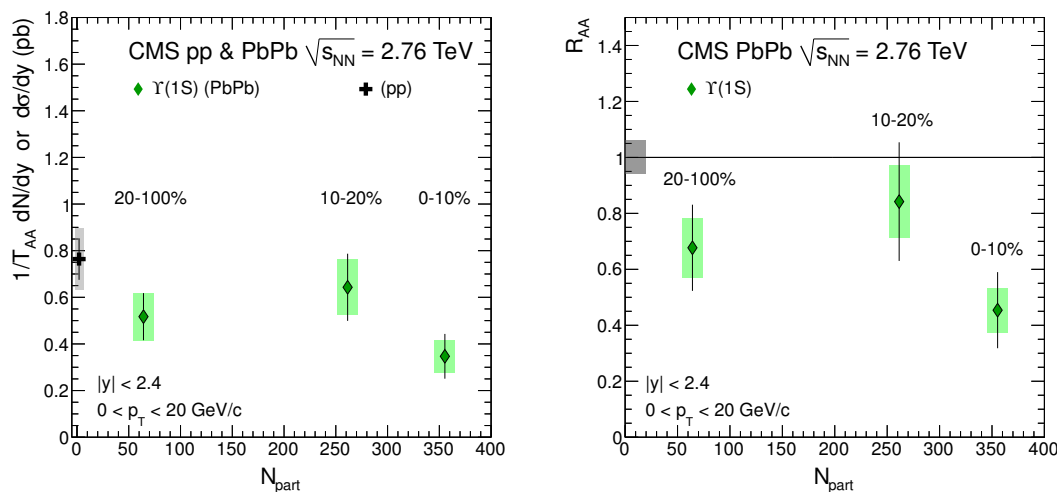 CMS pp & PbPb √s_NN = 2.76 TeV
ϒ(1S) (PbPb)
(pp)
20-100%
10-20%
0-10%
|y| < 2.4
0 < p_T < 20 GeV/c
1/T_AA dN/dy or dσ/dy (pb)
1.8
1.6
1.4
1.2
1
0.8
0.6
0.4
0.2
0
0 50 100 150 200 250 300 350 400
N_part
CMS PbPb √s_NN = 2.76 TeV
ϒ(1S)
10-20%
20-100%
0-10%
|y| < 2.4
0 < p_T < 20 GeV/c
R_AA
1.4
1.2
1
0.8
0.6
0.4
0.2
0
0 50 100 150 200 250 300 350 400
N_part